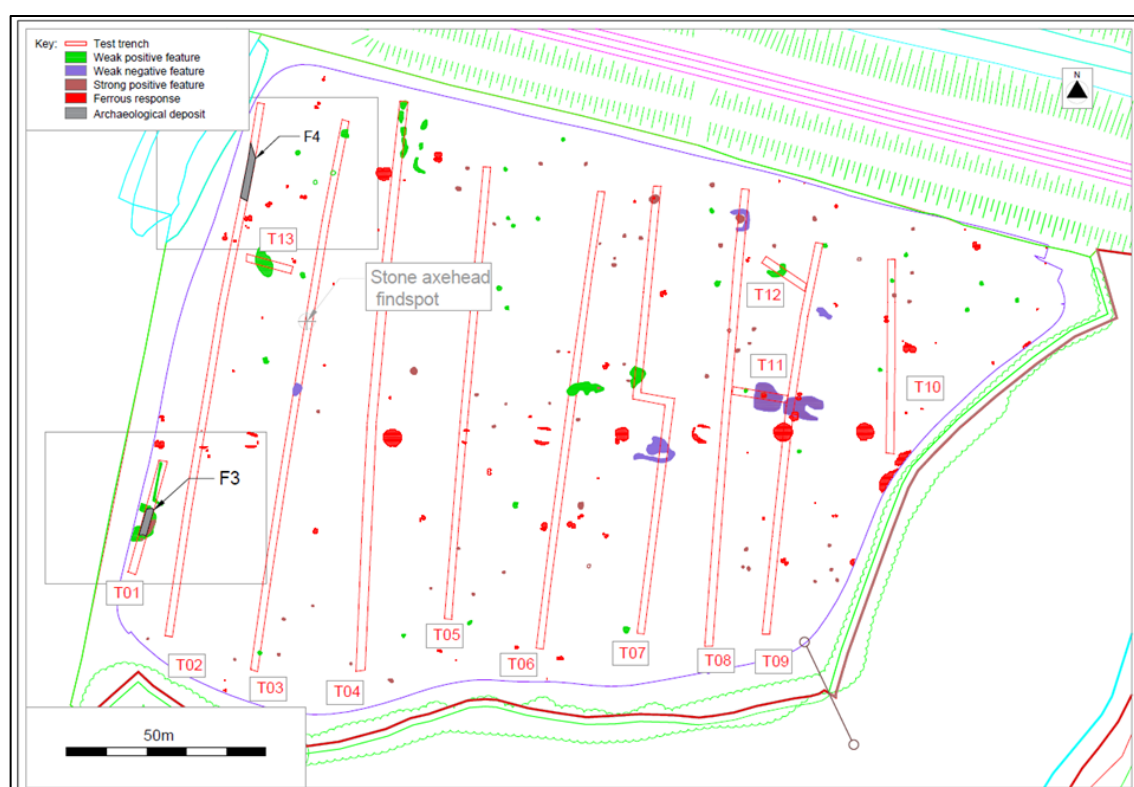 Key:
Test trench
Weak positive feature
Weak negative feature
Strong positive feature
Ferrous response
Archaeological deposit
N
F4
T13
Stone axehead
findspot
T12
T11
T10
F3
T01
T02
T03
T04
T05
T06
T07
T08
T09
50m